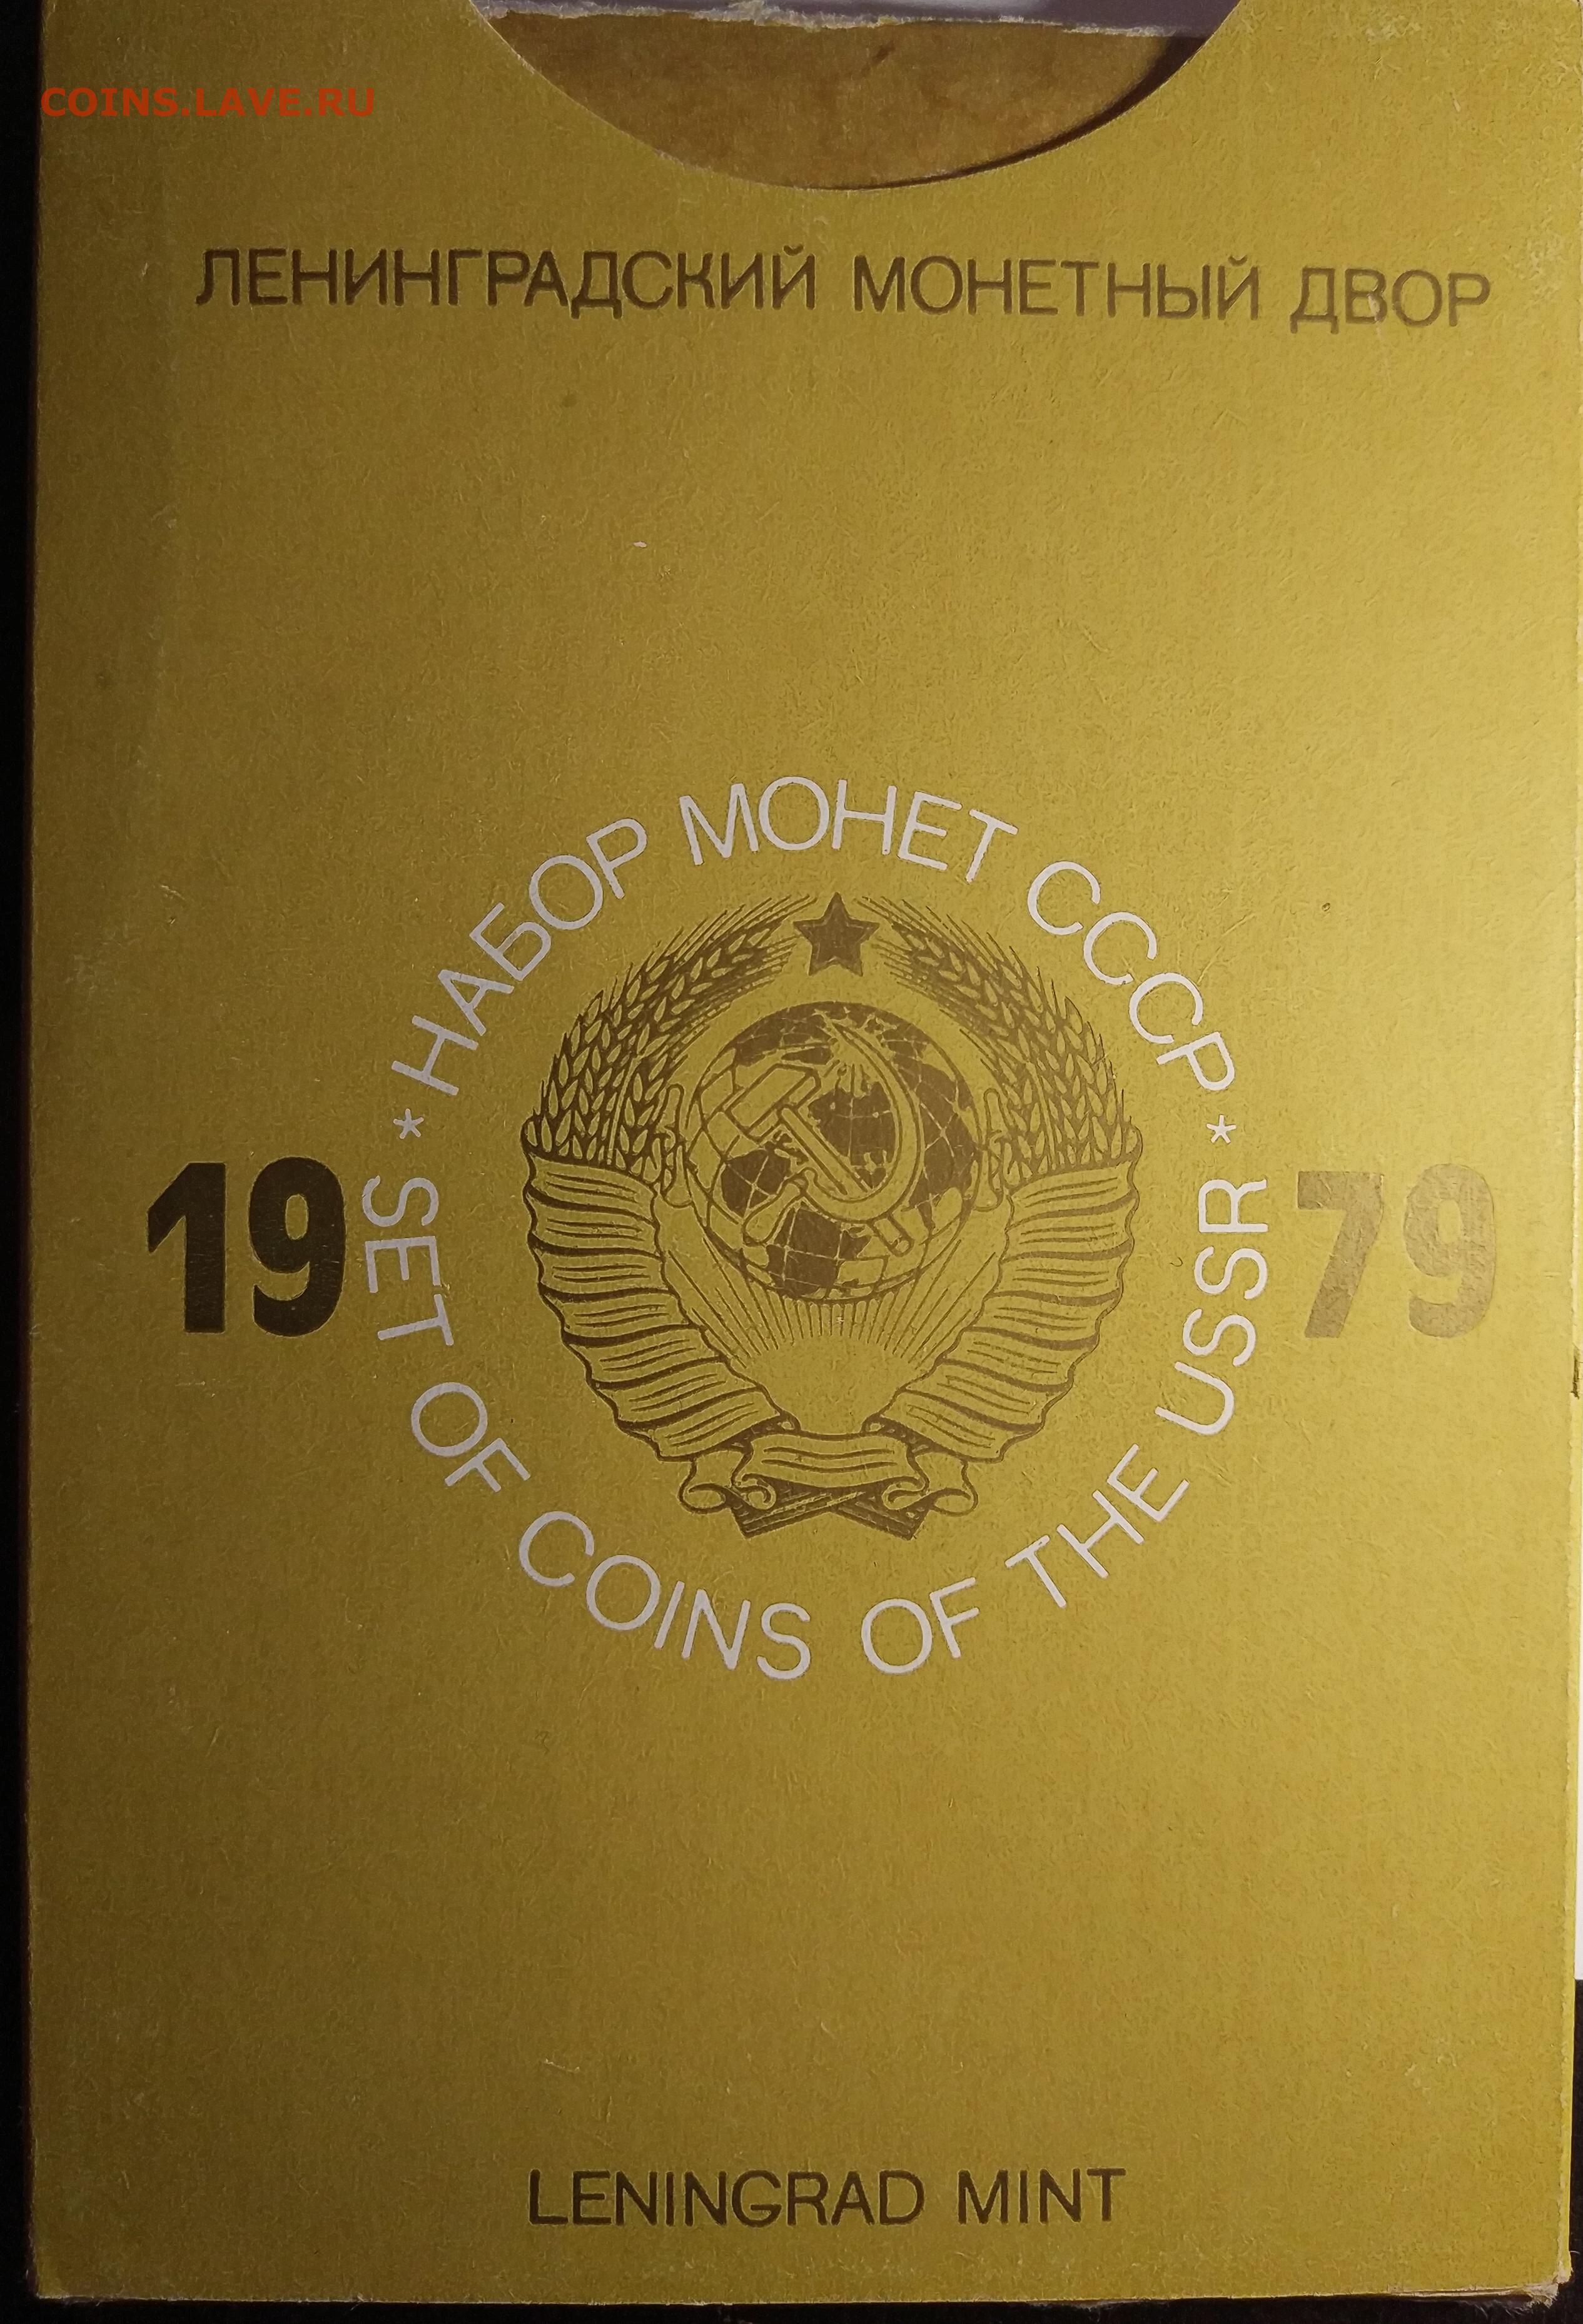 COINS.LAVE.RU
ЛЕНИНГРАДСКИЙ МОНЕТНЫЙ ДВОР
* НАБОР МОНЕТ СССР *
19 79
SET OF COINS OF THE USSR
LENINGRAD MINT